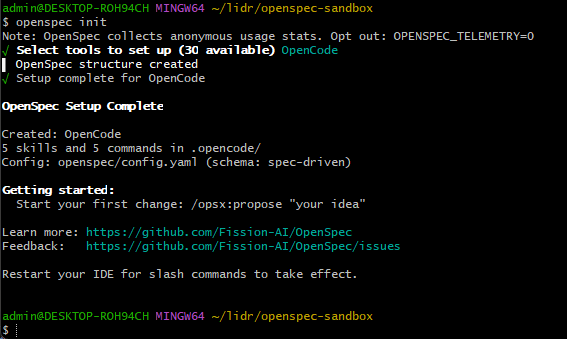 admin@DESKTOP-ROH94CH MINGW64 ~/lidr/openspec-sandbox
$ openspec init
Note: OpenSpec collects anonymous usage stats. Opt out: OPENSPEC_TELEMETRY=0
√ Select tools to set up (30 available) OpenCode
▌ OpenSpec structure created
√ Setup complete for OpenCode
OpenSpec Setup Complete
Created: OpenCode
5 skills and 5 commands in .opencode/
Config: openspec/config.yaml (schema: spec-driven)
Getting started:
Start your first change: /opsx:propose "your idea"
Learn more: https://github.com/Fission-AI/OpenSpec
Feedback: https://github.com/Fission-AI/OpenSpec/issues
Restart your IDE for slash commands to take effect.
admin@DESKTOP-ROH94CH MINGW64 ~/lidr/openspec-sandbox
$